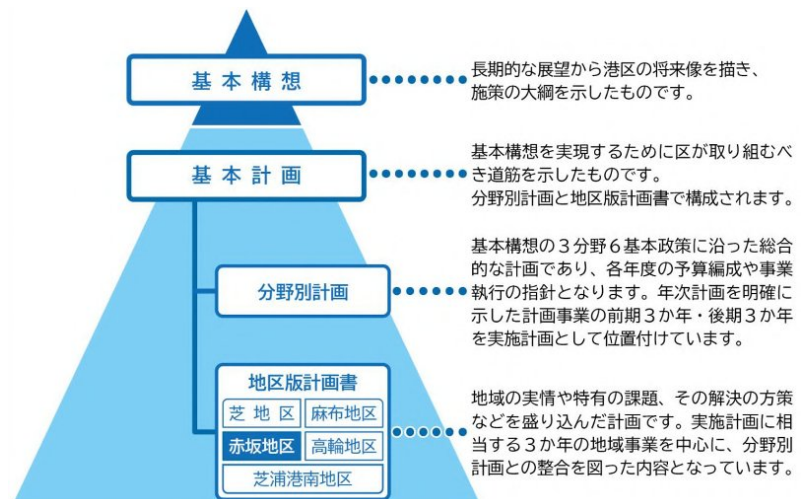 基本構想
長期的な展望から港区の将来像を描き、
施策の大綱を示したものです。
基本計画
基本構想を実現するために区が取り組むべ
き道筋を示したものです。
分野別計画と地区版計画書で構成されます。
分野別計画
基本構想の３分野６基本政策に沿った総合
的な計画であり、各年度の予算編成や事業
執行の指針となります。年次計画を明確に
示した計画事業の前期３か年・後期３か年
を実施計画として位置付けています。
地区版計画書
芝地区
麻布地区
赤坂地区
高輪地区
芝浦港南地区
地域の実情や特有の課題、その解決の方策
などを盛り込んだ計画です。実施計画に相
当する３か年の地域事業を中心に、分野別
計画との整合を図った内容となっています。